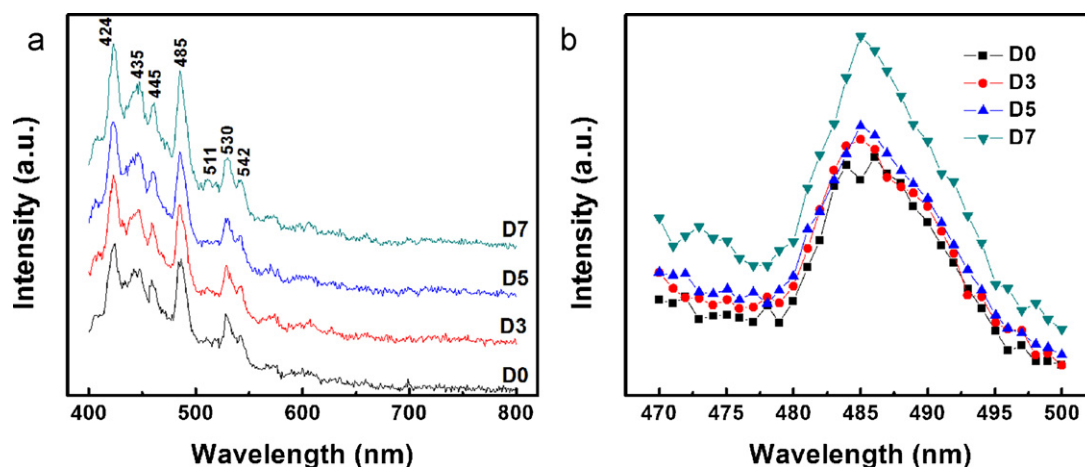 a
424
435
445
485
511
530
542
D7
D5
D3
D0
Intensity (a.u.)
400 500 600 700 800
Wavelength (nm)
b
D0
D3
D5
D7
Intensity (a.u.)
470 475 480 485 490 495 500
Wavelength (nm)